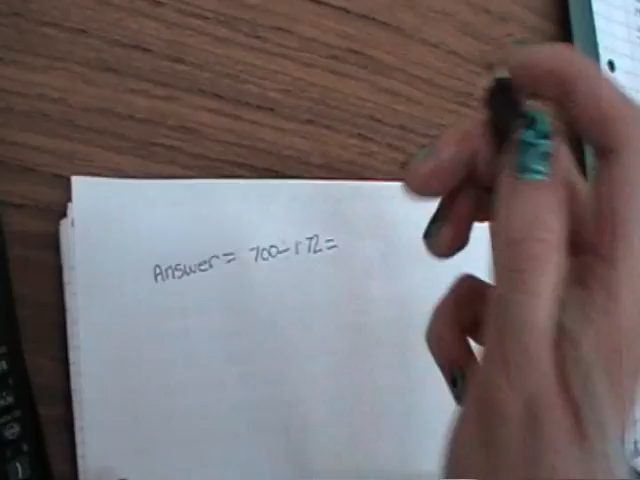 Answer = 700-172=